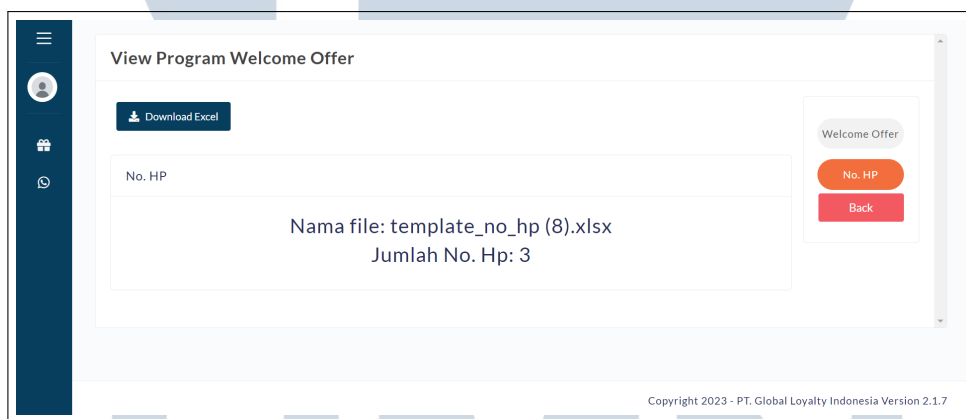 View Program Welcome Offer
Download Excel
No. HP
Nama file: template_no_hp (8).xlsx
Jumlah No. Hp: 3
Welcome Offer
No. HP
Back
Copyright 2023 - PT. Global Loyalty Indonesia Version 2.1.7